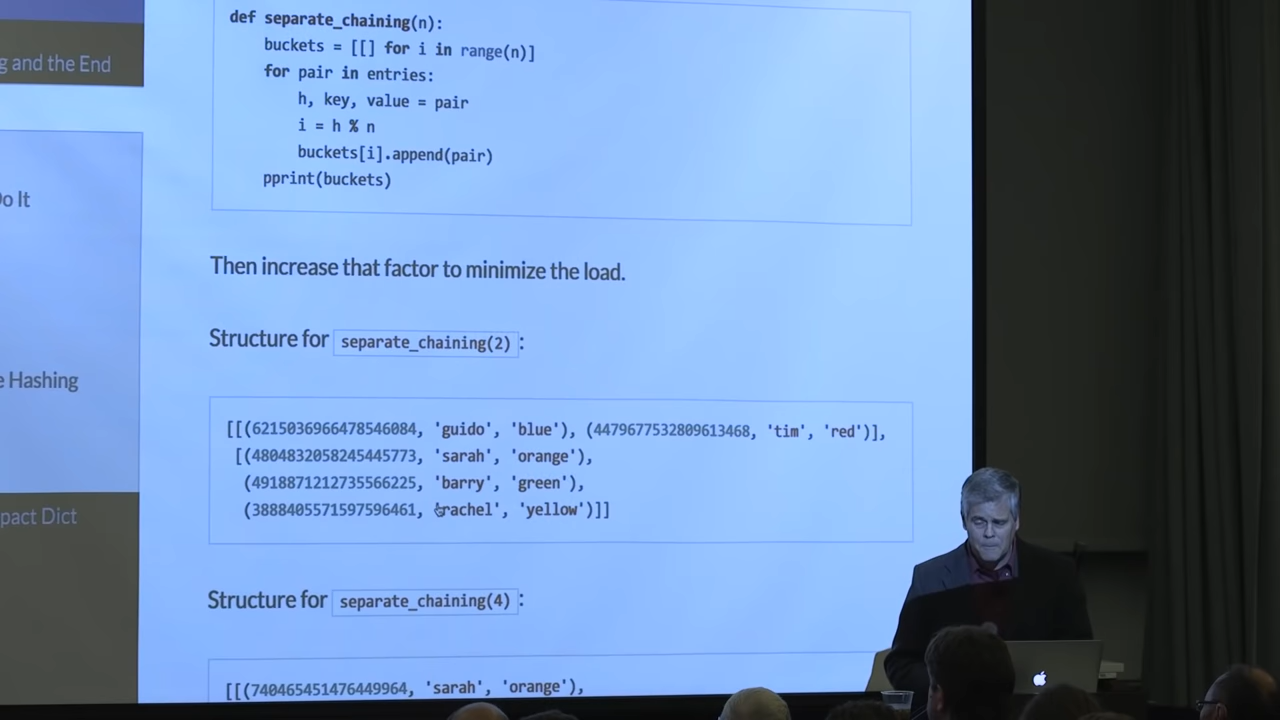 g and the End
Do It
e Hashing
pact Dict
def separate_chaining(n):
buckets = [[] for i in range(n)]
for pair in entries:
h, key, value = pair
i = h % n
buckets[i].append(pair)
pprint(buckets)
Then increase that factor to minimize the load.
Structure for separate_chaining(2):
[[(6215036966478546084, 'guido', 'blue'), (4479677532809613468, 'tim', 'red')],
[(4804832058245445773, 'sarah', 'orange'),
(4918871212735566225, 'barry', 'green'),
(3888405571597596461, 'rachel', 'yellow')]]
Structure for separate_chaining(4):
[[(740465451476449964, 'sarah', 'orange'),